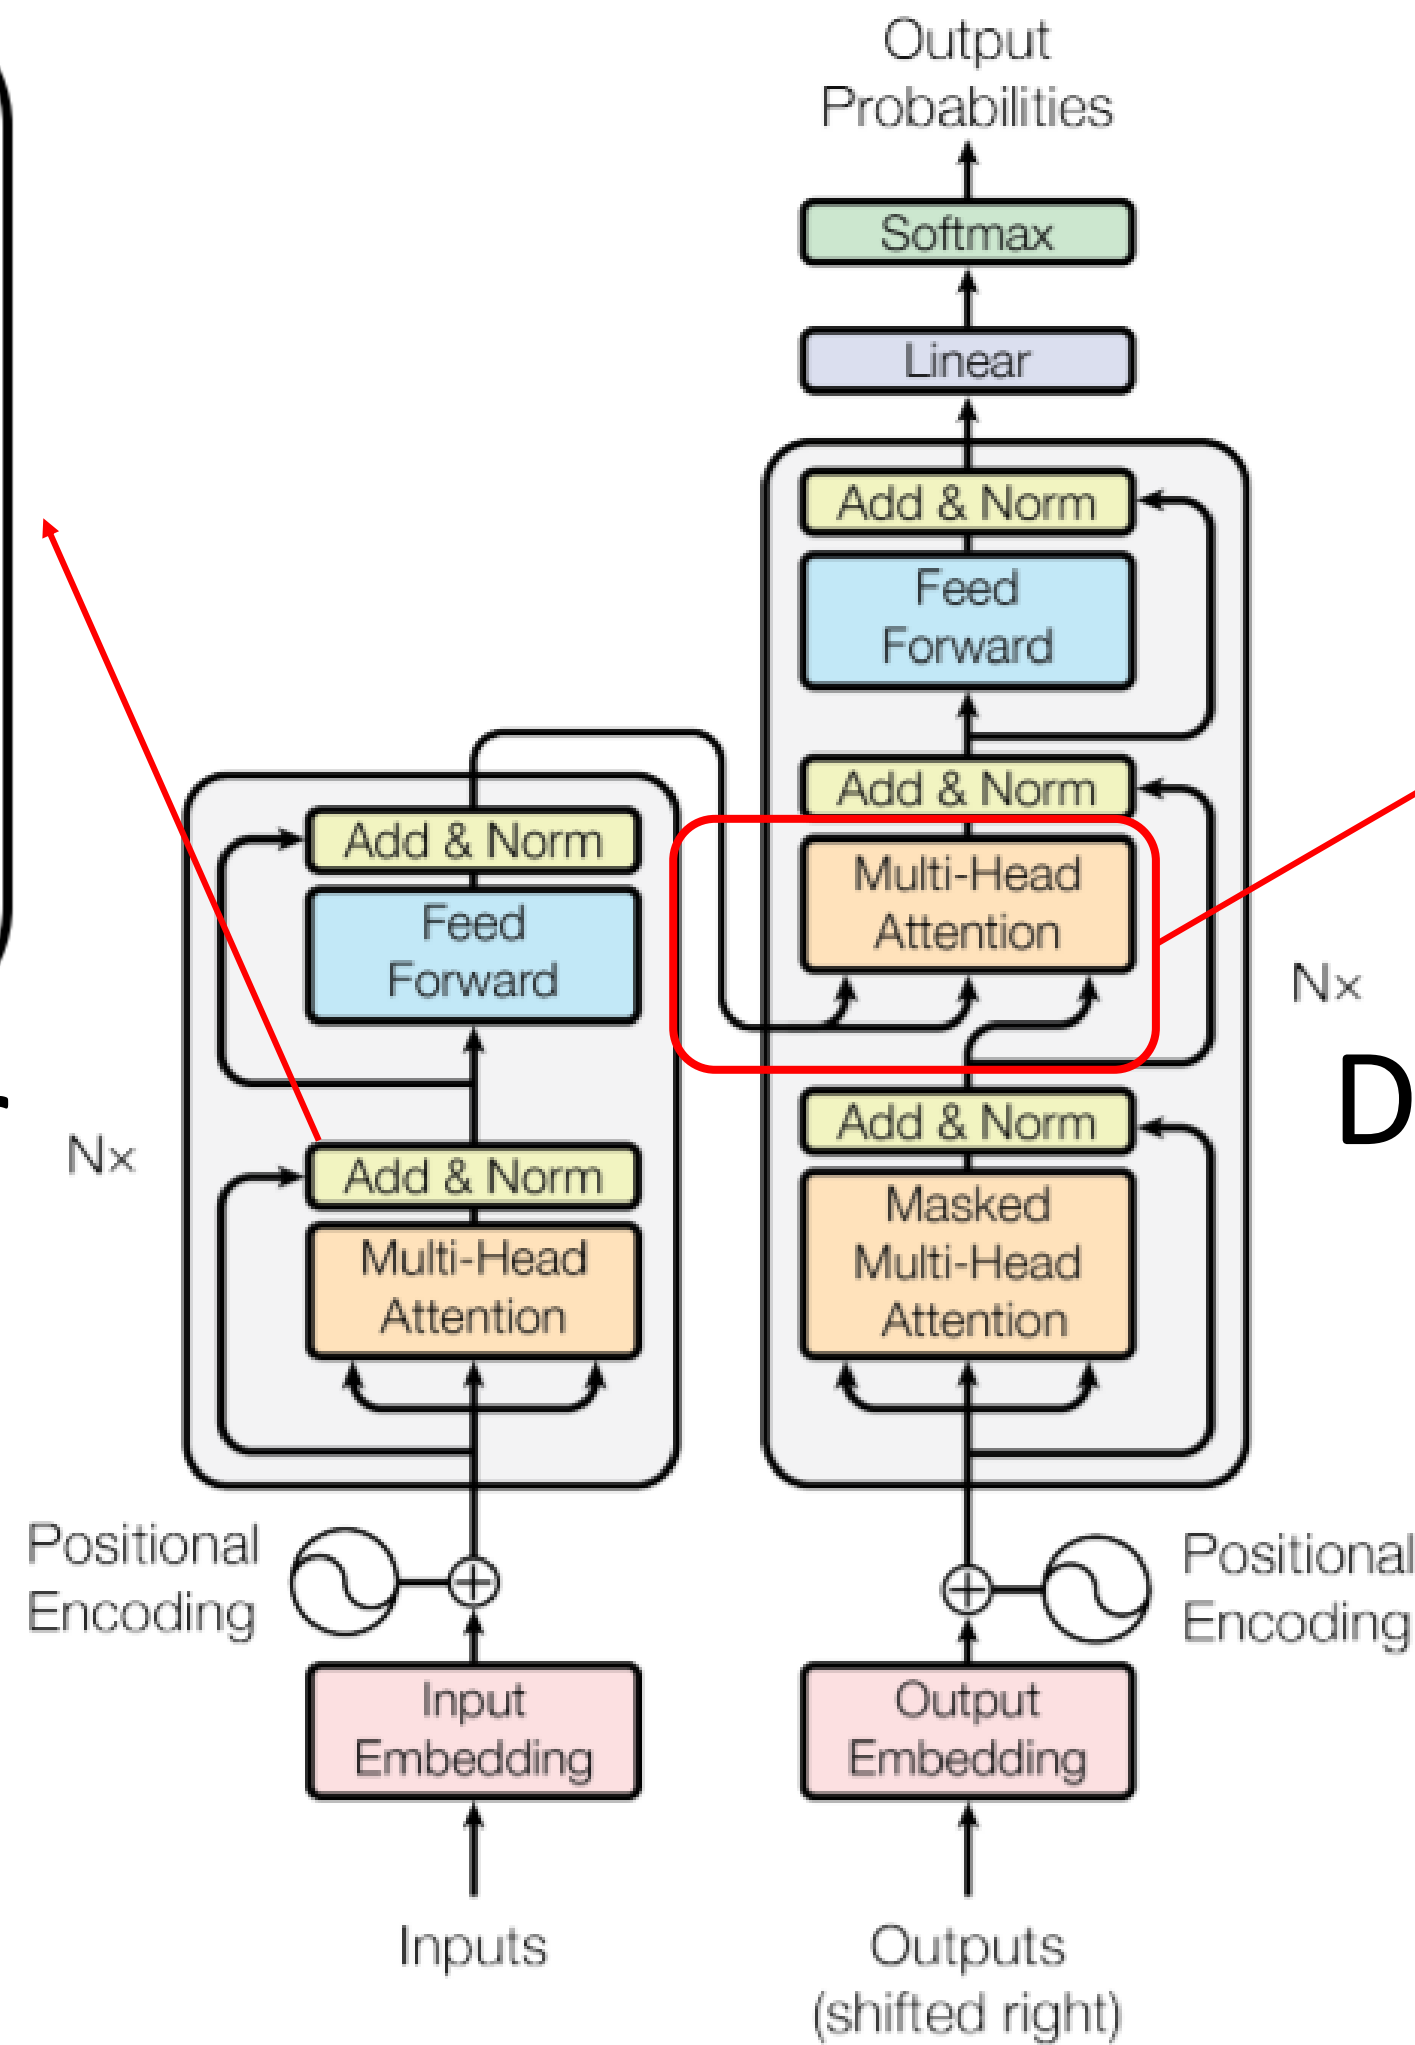 Output
Probabilities
Softmax
Linear
Add & Norm
Feed
Forward
Add & Norm
Multi-Head
Attention
Nx
D
Add & Norm
Masked
Multi-Head
Attention
Add & Norm
Feed
Forward
Nx
Add & Norm
Multi-Head
Attention
Positional
Encoding
Positional
Encoding
Input
Embedding
Output
Embedding
Inputs
Outputs
(shifted right)